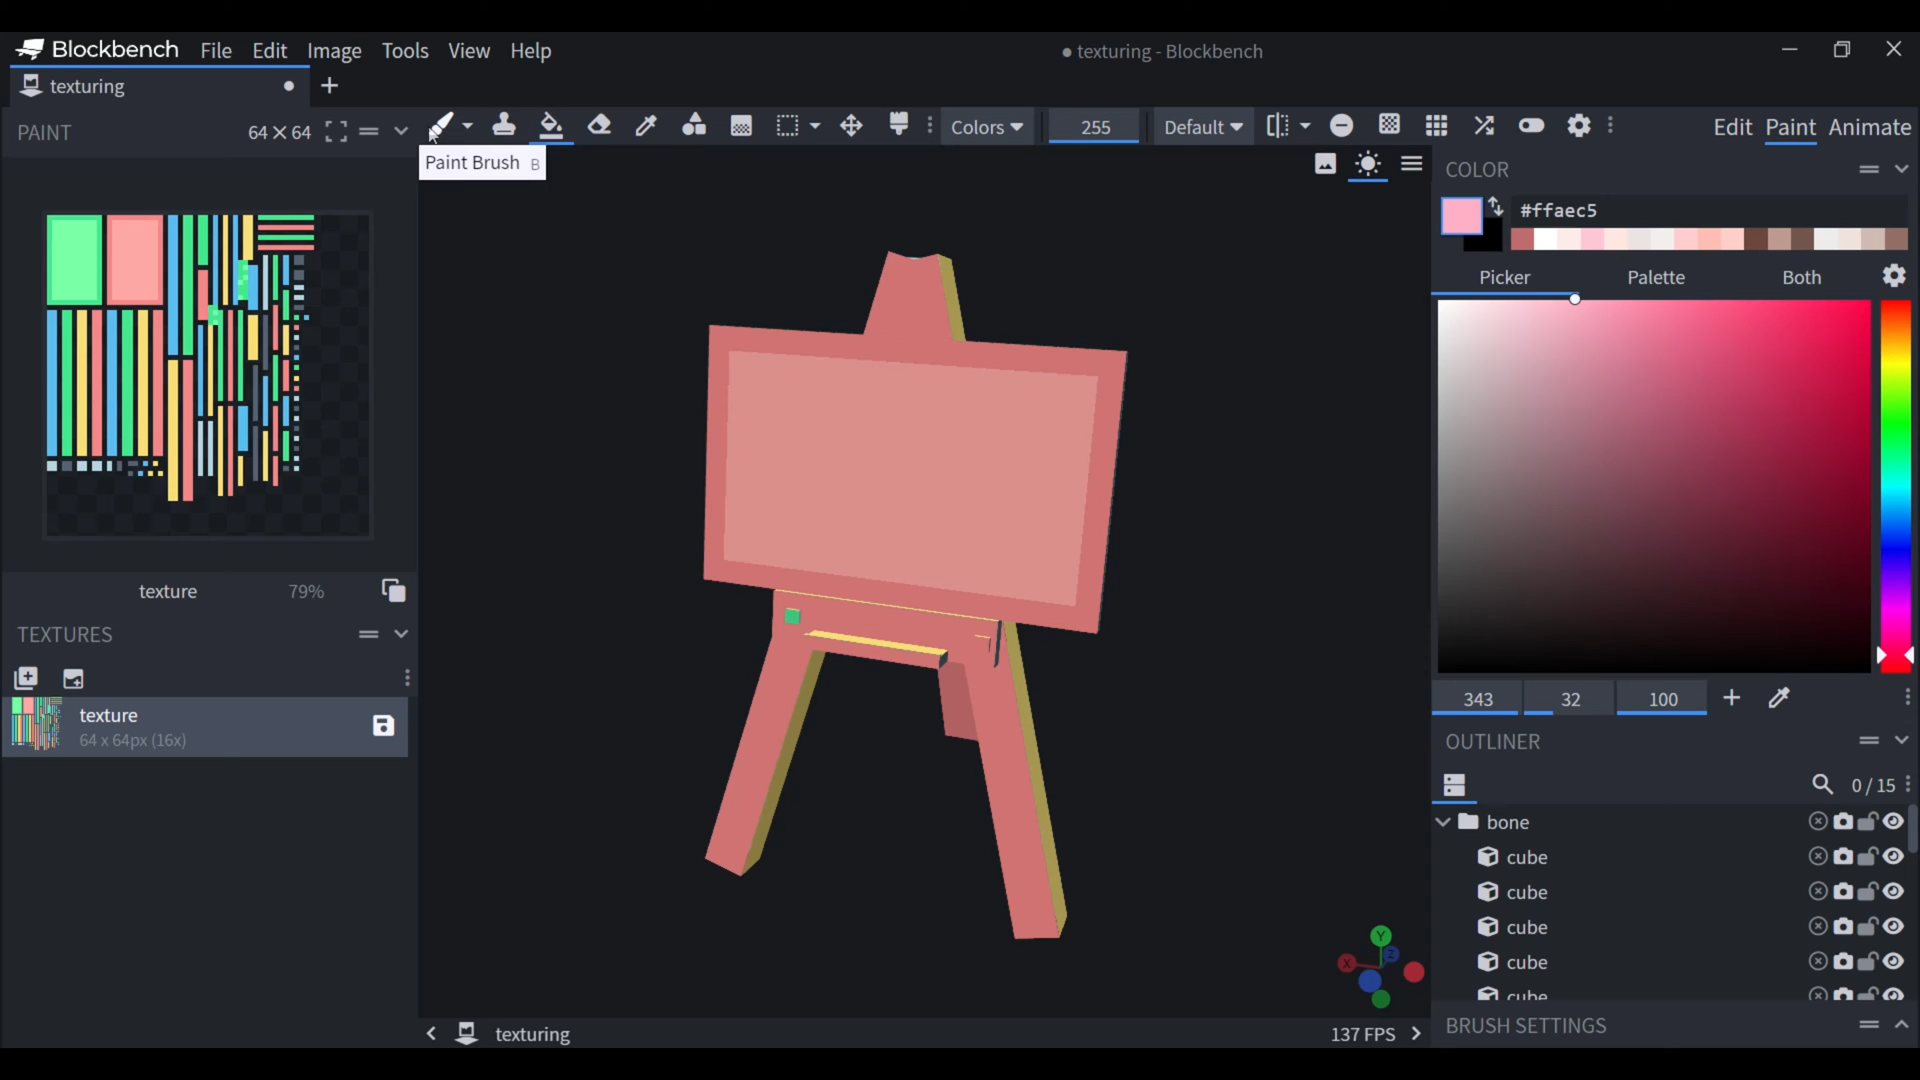 Blockbench File Edit Image Tools View Help
● texturing - Blockbench
texturing
PAINT 64×64
Colors 255 Default
Edit Paint Animate
Paint Brush B
COLOR
#ffaec5
Picker Palette Both
texture 79%
TEXTURES
texture
64 x 64px (16x)
343 32 100
OUTLINER
0 / 15
bone
cube
cube
cube
cube
cube
Y
X
Z
BRUSH SETTINGS
texturing 137 FPS